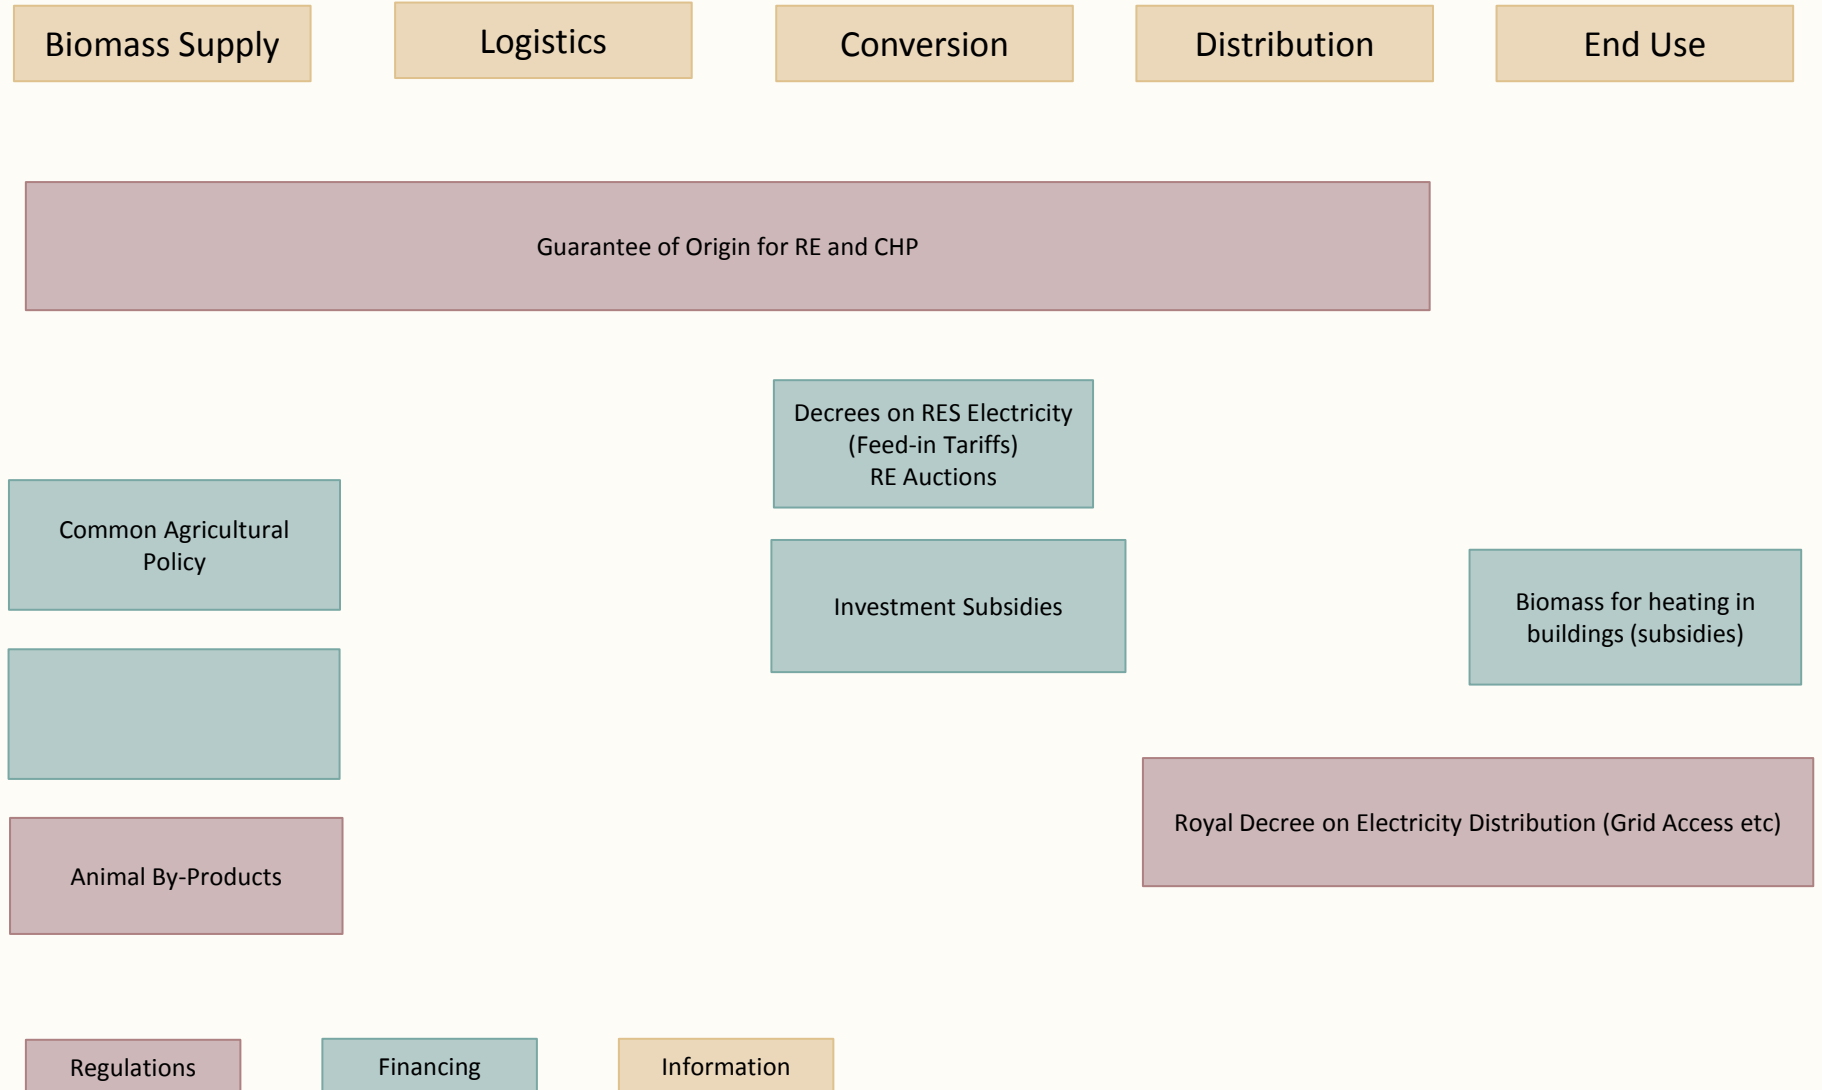 Biomass Supply
Logistics
Conversion
Distribution
End Use
Guarantee of Origin for RE and CHP
Decrees on RES Electricity
(Feed-in Tariffs)
RE Auctions
Common Agricultural
Policy
Investment Subsidies
Biomass for heating in
buildings (subsidies)
Royal Decree on Electricity Distribution (Grid Access etc)
Animal By-Products
Regulations
Financing
Information